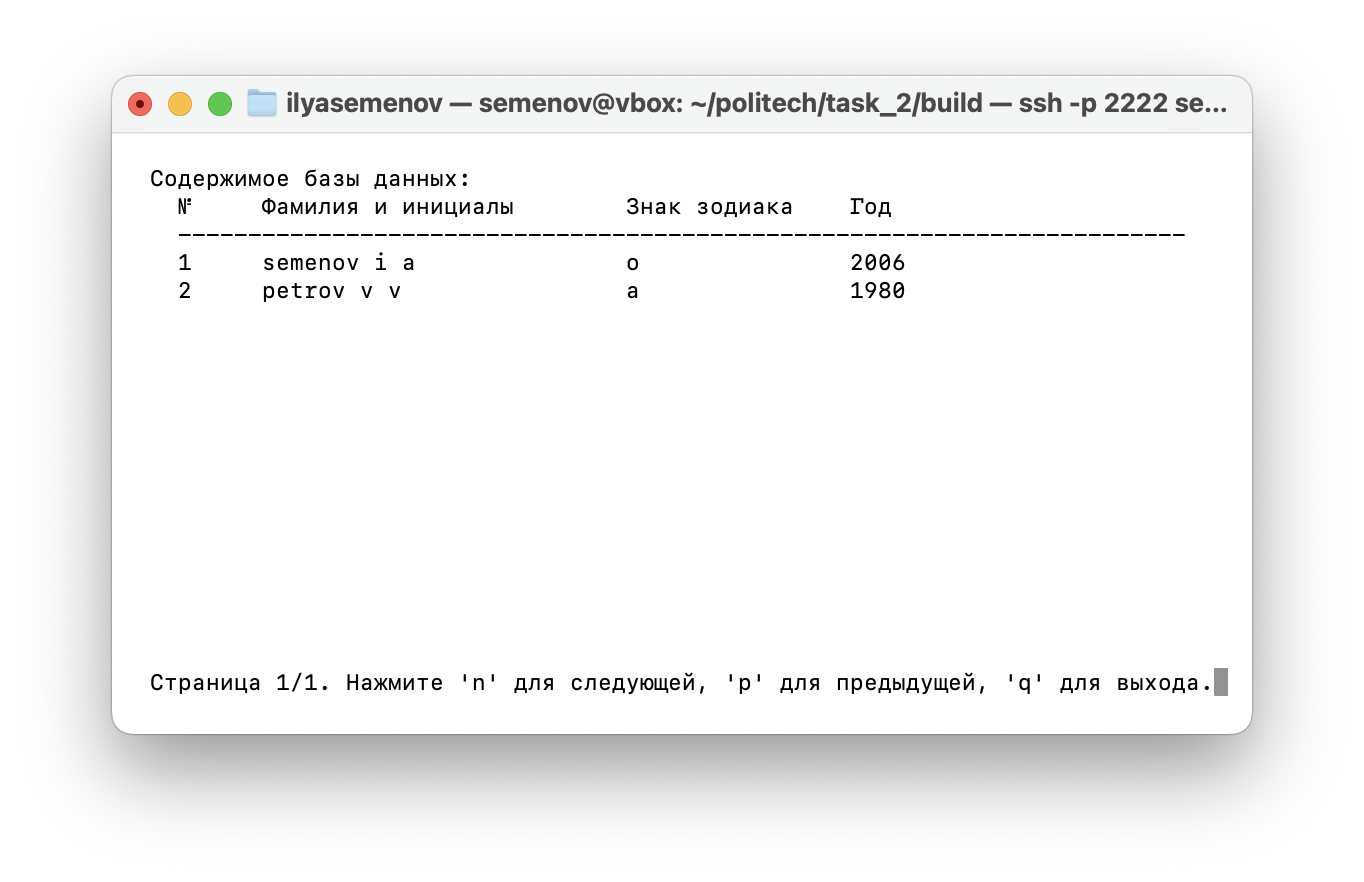 ilyasemenov — semenov@vbox: ~/politech/task_2/build — ssh -p 2222 se...
Содержимое базы данных:
№ Фамилия и инициалы Знак зодиака Год
------------------------------------------------------------------------
1 semenov i a o 2006
2 petrov v v a 1980
Страница 1/1. Нажмите 'n' для следующей, 'p' для предыдущей, 'q' для выхода.